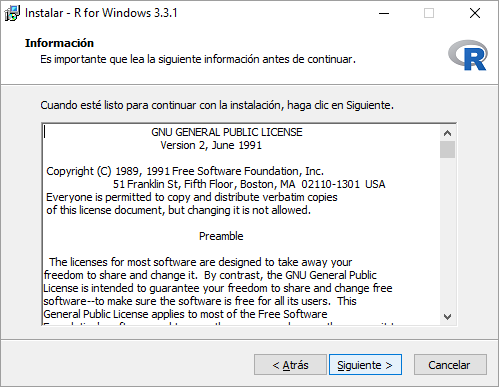 Instalar - R for Windows 3.3.1
Información
Es importante que lea la siguiente información antes de continuar.
R
Cuando esté listo para continuar con la instalación, haga clic en Siguiente.
GNU GENERAL PUBLIC LICENSE
Version 2, June 1991
Copyright (C) 1989, 1991 Free Software Foundation, Inc.
51 Franklin St, Fifth Floor, Boston, MA  02110-1301  USA
Everyone is permitted to copy and distribute verbatim copies
of this license document, but changing it is not allowed.
Preamble
The licenses for most software are designed to take away your
freedom to share and change it.  By contrast, the GNU General Public
License is intended to guarantee your freedom to share and change free
software--to make sure the software is free for all its users.  This
General Public License applies to most of the Free Software
< Atrás
Siguiente >
Cancelar